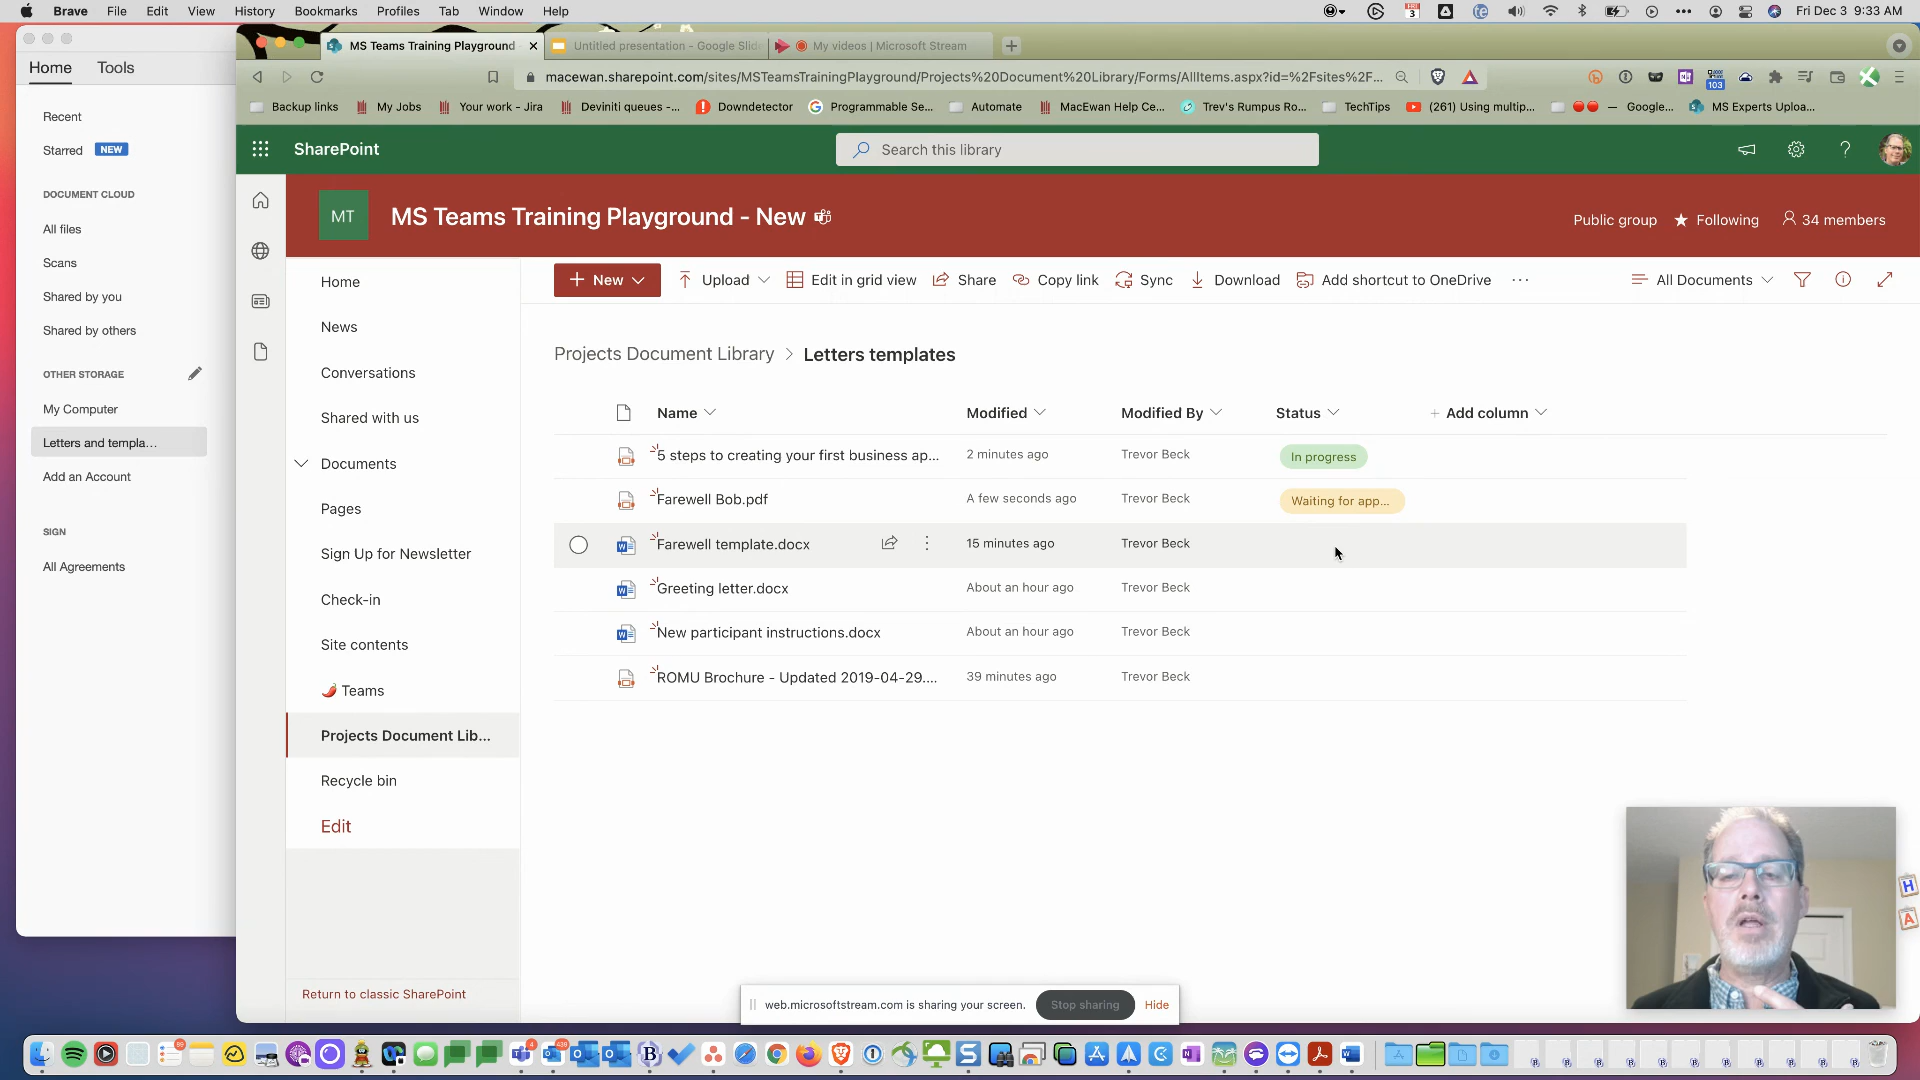 Brave File Edit View History Bookmarks Profiles Tab Window Help Fri Dec 3 9:33 AM
MS Teams Training Playground Untitled presentation - Google Slid My videos | Microsoft Stream
macewan.sharepoint.com/sites/MSTeamsTrainingPlayground/Projects%20Document%20Library/Forms/AllItems.aspx?id=%2Fsites%2F...
Backup links My Jobs Your work - Jira Deviniti queues -... Downdetector Programmable Se... Automate MacEwan Help Ce... Trev's Rumpus Ro... TechTips (261) Using multip... — Google... MS Experts Uploa...
Home Tools
Recent
Starred NEW
DOCUMENT CLOUD
All files
Scans
Shared by you
Shared by others
OTHER STORAGE
My Computer
Letters and templa...
Add an Account
SIGN
All Agreements
SharePoint Search this library
MT MS Teams Training Playground - New Public group Following 34 members
Home
News
Conversations
Shared with us
Documents
Pages
Sign Up for Newsletter
Check-in
Site contents
Teams
Projects Document Lib...
Recycle bin
Edit
Return to classic SharePoint
New Upload Edit in grid view Share Copy link Sync Download Add shortcut to OneDrive ... All Documents
Projects Document Library > Letters templates
Name Modified Modified By Status + Add column
5 steps to creating your first business ap... 2 minutes ago Trevor Beck In progress
Farewell Bob.pdf A few seconds ago Trevor Beck Waiting for app...
Farewell template.docx 15 minutes ago Trevor Beck
Greeting letter.docx About an hour ago Trevor Beck
New participant instructions.docx About an hour ago Trevor Beck
ROMU Brochure - Updated 2019-04-29.... 39 minutes ago Trevor Beck
web.microsoftstream.com is sharing your screen. Stop sharing Hide